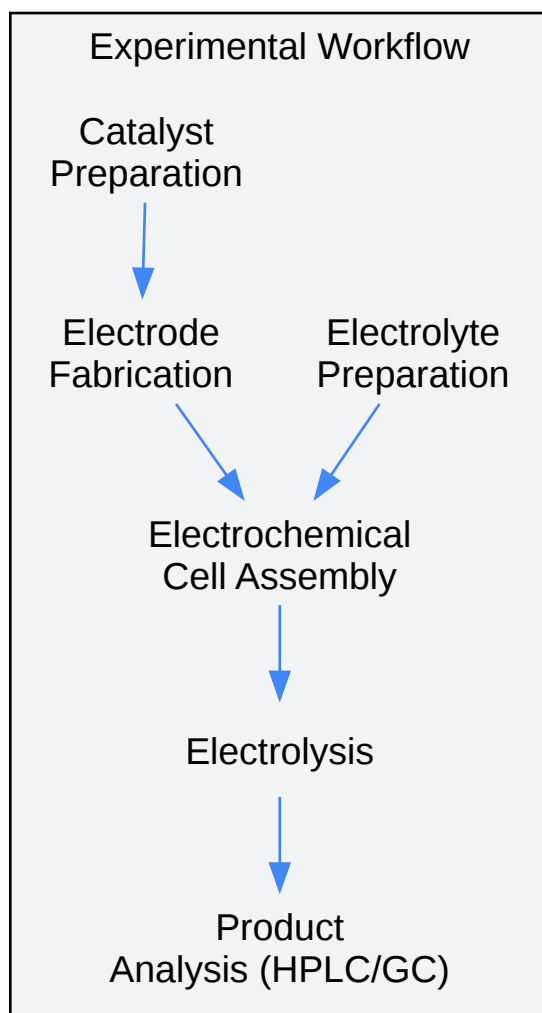 Experimental Workflow
Catalyst
Preparation
Electrode
Fabrication
Electrolyte
Preparation
Electrochemical
Cell Assembly
Electrolysis
Product
Analysis (HPLC/GC)